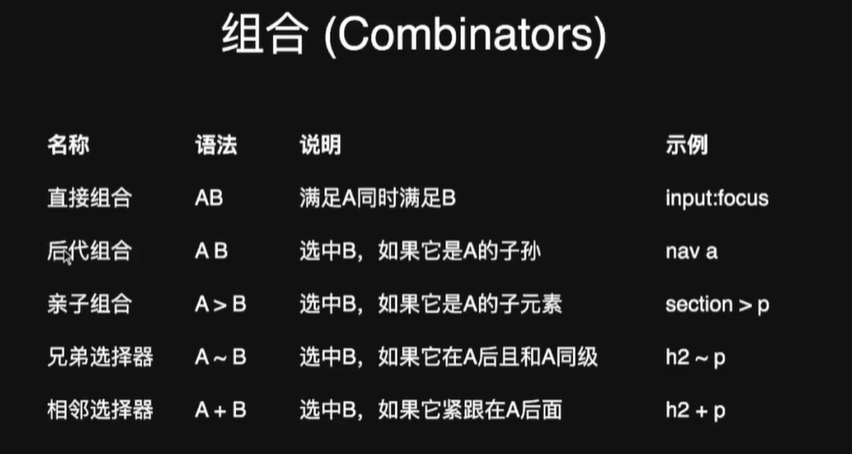 组合 (Combinators)
名称 语法 说明 示例
直接组合 AB 满足A同时满足B input:focus
后代组合 A B 选中B，如果它是A的子孙 nav a
亲子组合 A > B 选中B，如果它是A的子元素 section > p
兄弟选择器 A ~ B 选中B，如果它在A后且和A同级 h2 ~ p
相邻选择器 A + B 选中B，如果它紧跟在A后面 h2 + p